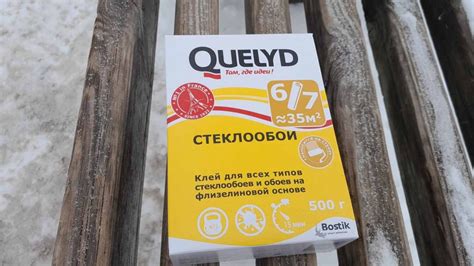 QUELYD
Там, где идеи!
6/7
≈35м²
СТЕКЛООБОИ
Клей для всех типов
стеклообоев и обоев на
флизелиновой основе
500 г
Bostik